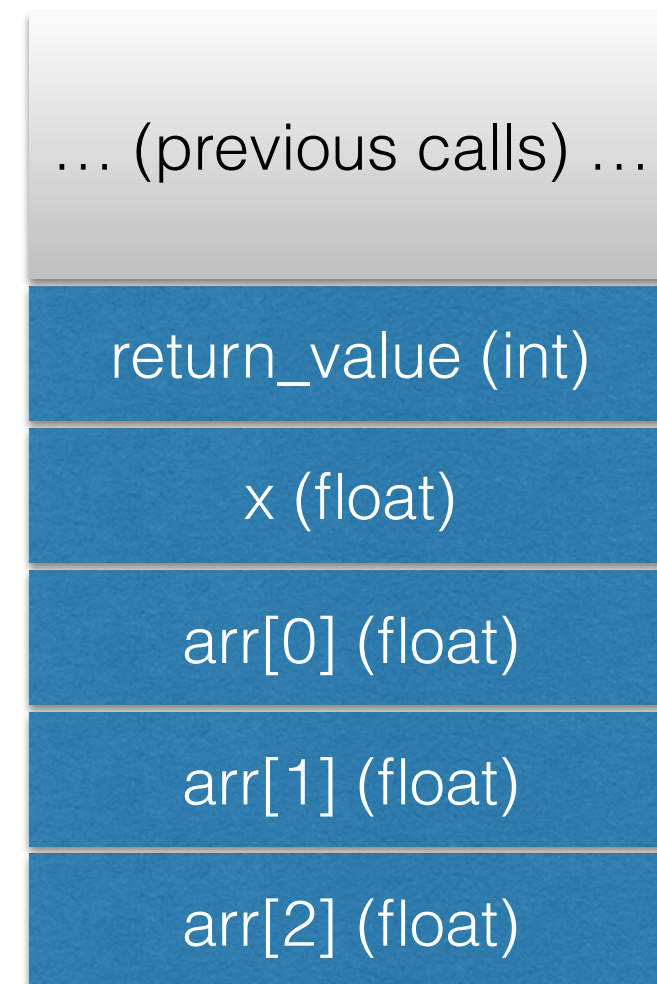 … (previous calls) …
return_value (int)
x (float)
arr[0] (float)
arr[1] (float)
arr[2] (float)